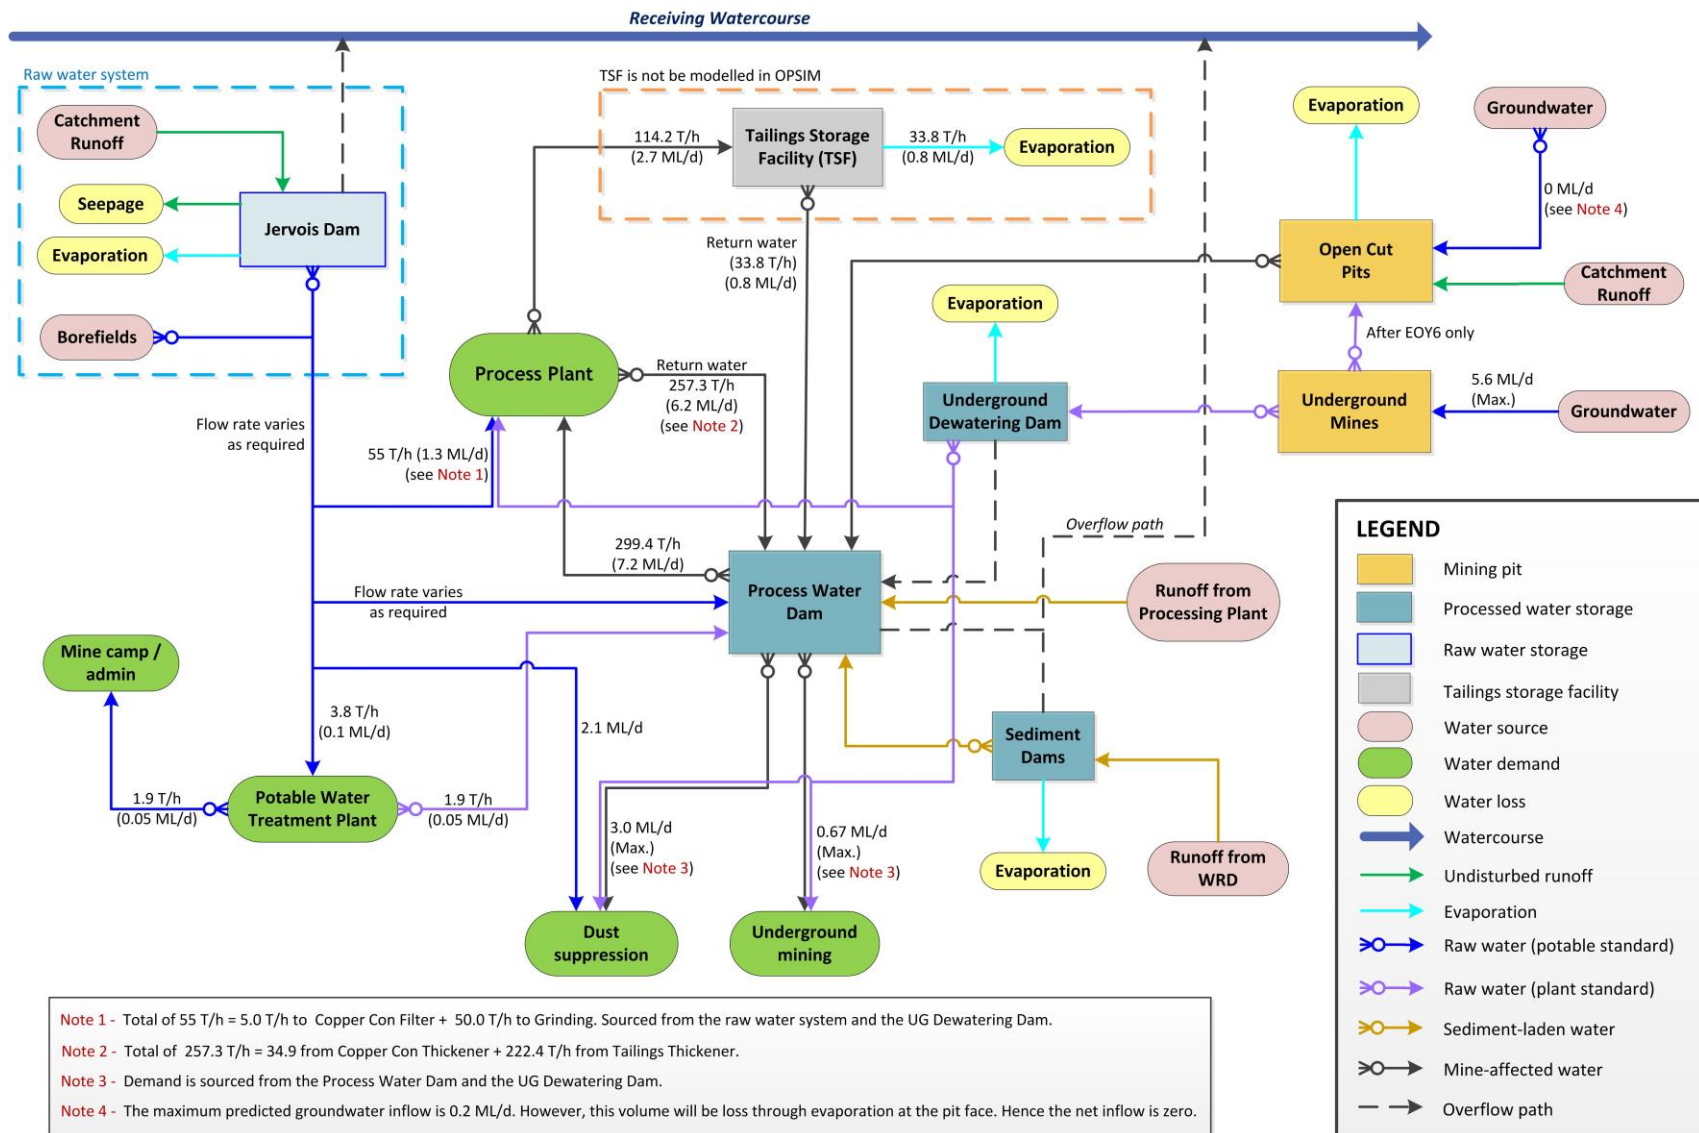 Receiving Watercourse
Raw water system
Catchment
Runoff
Seepage
Evaporation
Jervois Dam
Borefields
Flow rate varies
as required
TSF is not be modelled in OPSIM
114.2 T/h
(2.7 ML/d)
Tailings Storage
Facility (TSF)
33.8 T/h
(0.8 ML/d)
Evaporation
Return water
(33.8 T/h)
(0.8 ML/d)
Evaporation
Groundwater
0 ML/d
(see Note 4)
Open Cut
Pits
Catchment
Runoff
After EOY6 only
Underground
Mines
5.6 ML/d
(Max.)
Groundwater
Evaporation
Underground
Dewatering Dam
Process Plant
Return water
257.3 T/h
(6.2 ML/d)
(see Note 2)
55 T/h (1.3 ML/d)
(see Note 1)
299.4 T/h
(7.2 ML/d)
Overflow path
Process Water
Dam
Runoff from
Processing Plant
Flow rate varies
as required
Mine camp /
admin
3.8 T/h
(0.1 ML/d)
2.1 ML/d
Potable Water
Treatment Plant
1.9 T/h
(0.05 ML/d)
1.9 T/h
(0.05 ML/d)
3.0 ML/d
(Max.)
(see Note 3)
0.67 ML/d
(Max.)
(see Note 3)
Sediment
Dams
Evaporation
Runoff from
WRD
Dust
suppression
Underground
mining
LEGEND
Mining pit
Processed water storage
Raw water storage
Tailings storage facility
Water source
Water demand
Water loss
Watercourse
Undisturbed runoff
Evaporation
Raw water (potable standard)
Raw water (plant standard)
Sediment-laden water
Mine-affected water
Overflow path
Note 1 - Total of 55 T/h = 5.0 T/h to Copper Con Filter + 50.0 T/h to Grinding. Sourced from the raw water system and the UG Dewatering Dam.
Note 2 - Total of 257.3 T/h = 34.9 from Copper Con Thickener + 222.4 T/h from Tailings Thickener.
Note 3 - Demand is sourced from the Process Water Dam and the UG Dewatering Dam.
Note 4 - The maximum predicted groundwater inflow is 0.2 ML/d. However, this volume will be loss through evaporation at the pit face. Hence the net inflow is zero.